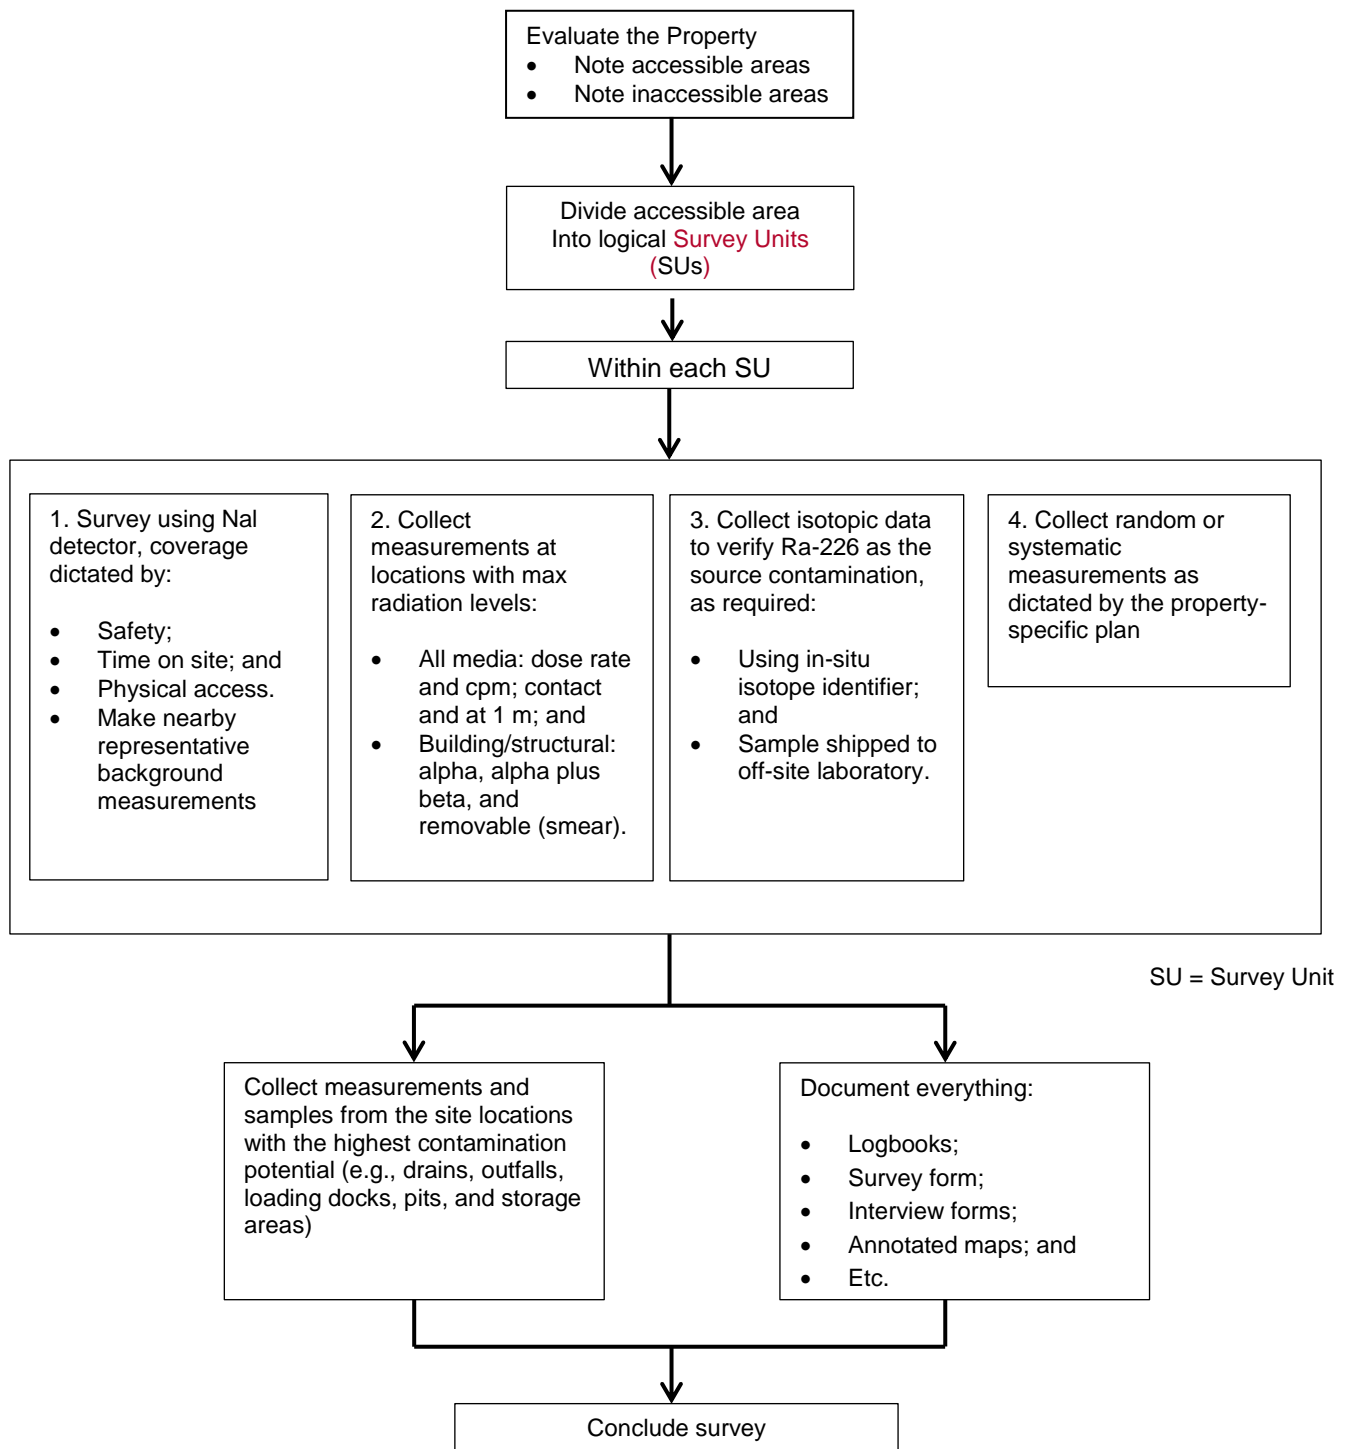 Evaluate the Property
• Note accessible areas
• Note inaccessible areas
Divide accessible area
Into logical Survey Units
(SUs)
Within each SU
1. Survey using NaI
detector, coverage
dictated by:
• Safety;
• Time on site; and
• Physical access.
• Make nearby
representative
background
measurements
2. Collect
measurements at
locations with max
radiation levels:
• All media: dose rate
and cpm; contact
and at 1 m; and
• Building/structural:
alpha, alpha plus
beta, and
removable (smear).
3. Collect isotopic data
to verify Ra-226 as the
source contamination,
as required:
• Using in-situ
isotope identifier;
and
• Sample shipped to
off-site laboratory.
4. Collect random or
systematic
measurements as
dictated by the property-
specific plan
SU = Survey Unit
Collect measurements and
samples from the site locations
with the highest contamination
potential (e.g., drains, outfalls,
loading docks, pits, and storage
areas)
Document everything:
• Logbooks;
• Survey form;
• Interview forms;
• Annotated maps; and
• Etc.
Conclude survey